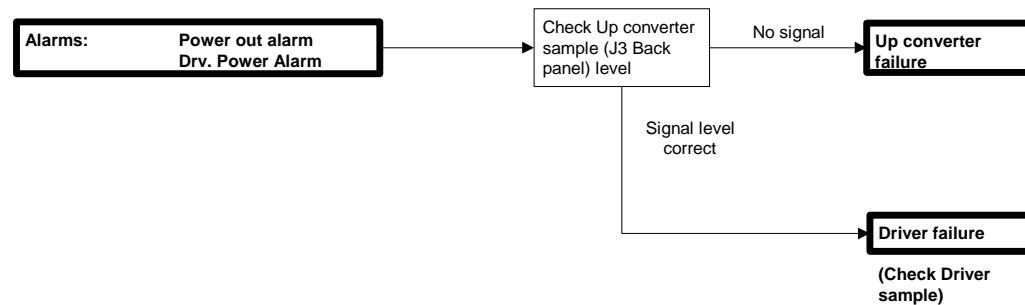 Alarms: Power out alarm
Drv. Power Alarm
Check Up converter
sample (J3 Back
panel) level
No signal
Up converter
failure
Signal level
correct
Driver failure
(Check Driver
sample)